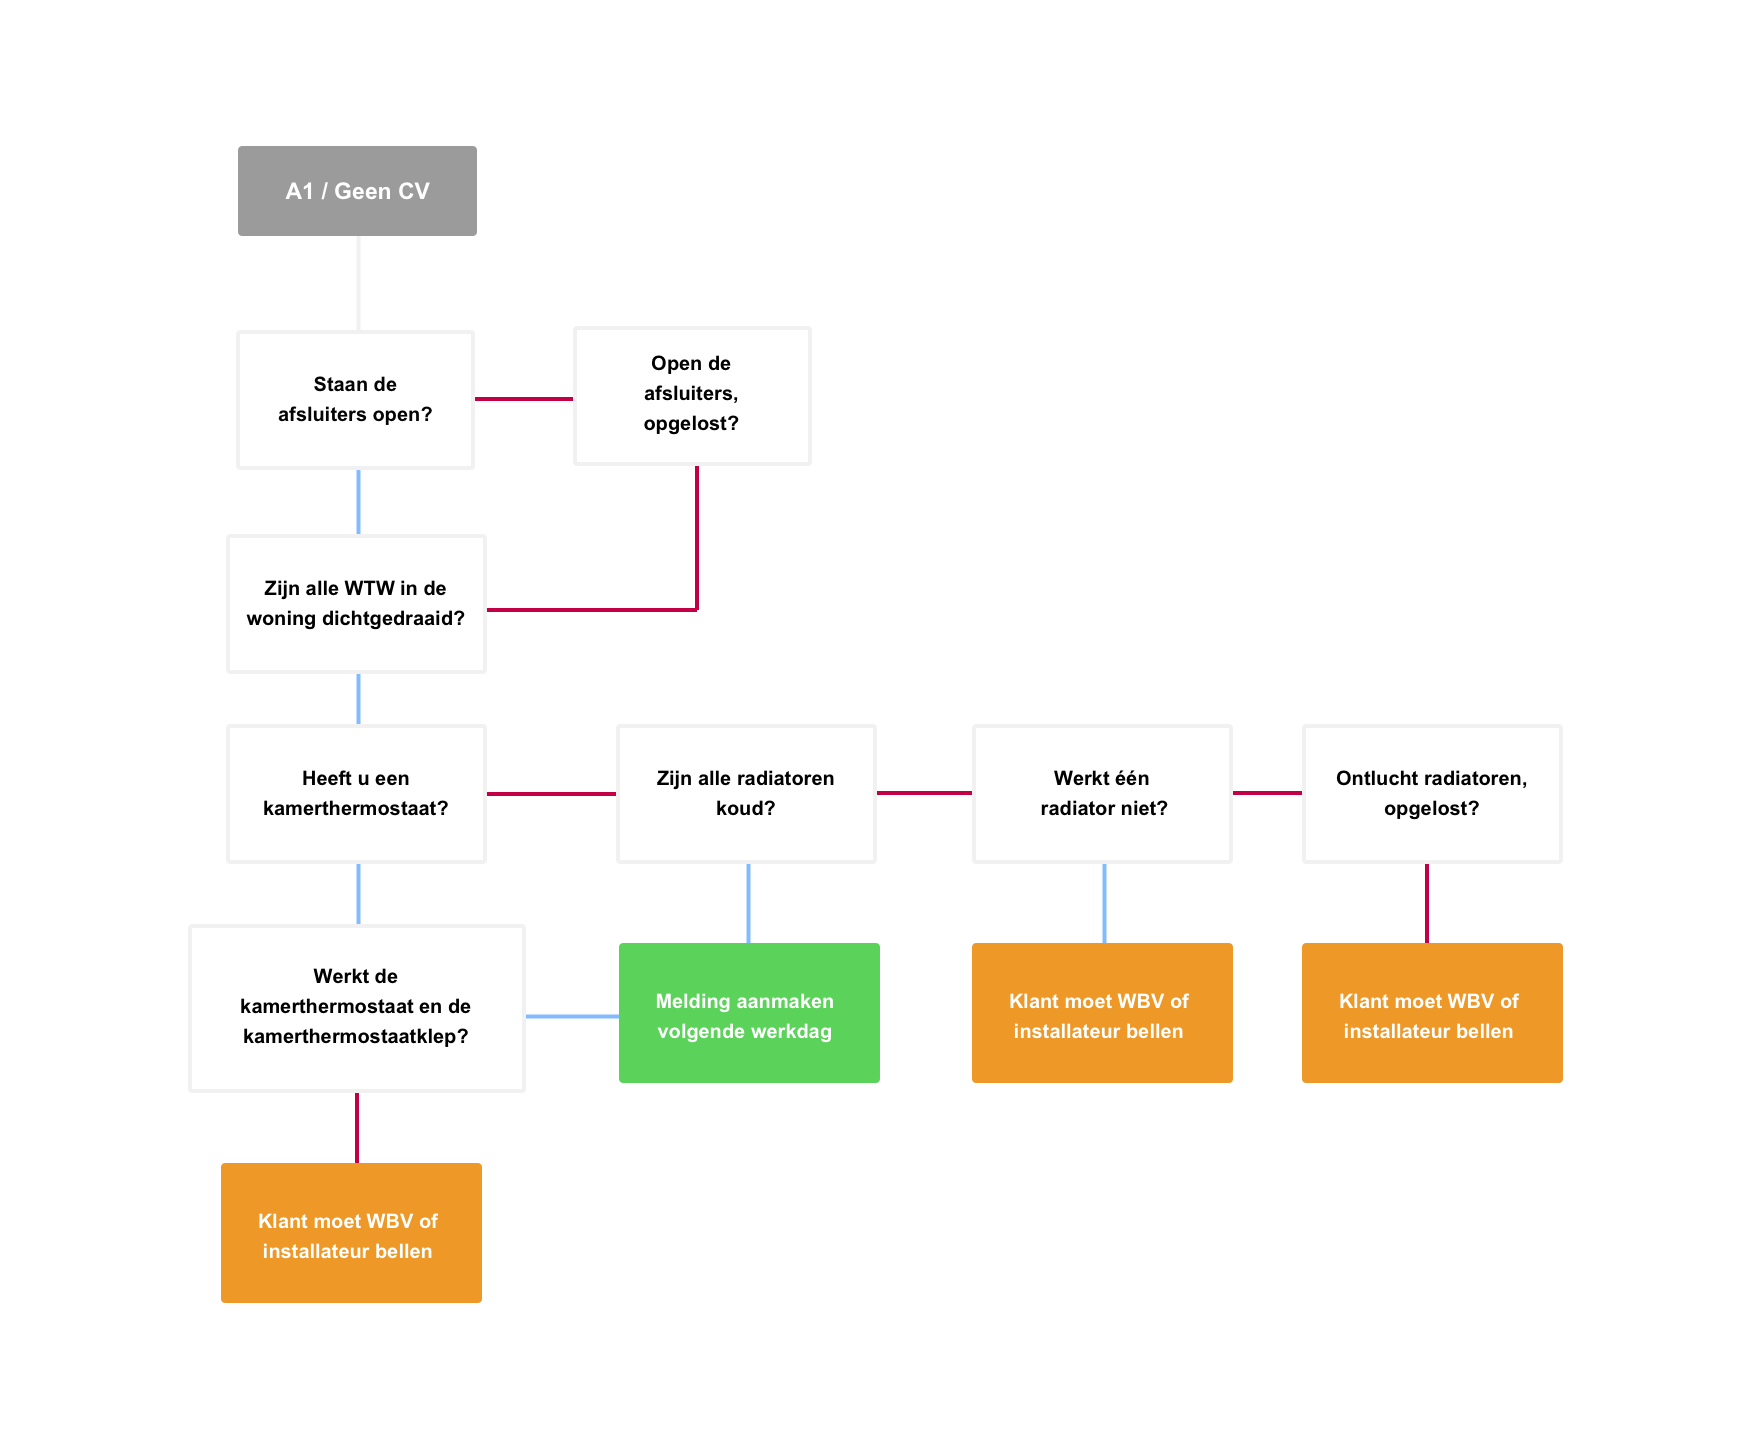 A1 / Geen CV
Staan de
afsluiters open?
Open de
afsluiters,
opgelost?
Zijn alle WTW in de
woning dichtgedraaid?
Heeft u een
kamerthermostaat?
Zijn alle radiatoren
koud?
Werkt één
radiator niet?
Ontlucht radiatoren,
opgelost?
Werkt de
kamerthermostaat en de
kamerthermostaatklep?
Melding aanmaken
volgende werkdag
Klant moet WBV of
installateur bellen
Klant moet WBV of
installateur bellen
Klant moet WBV of
installateur bellen